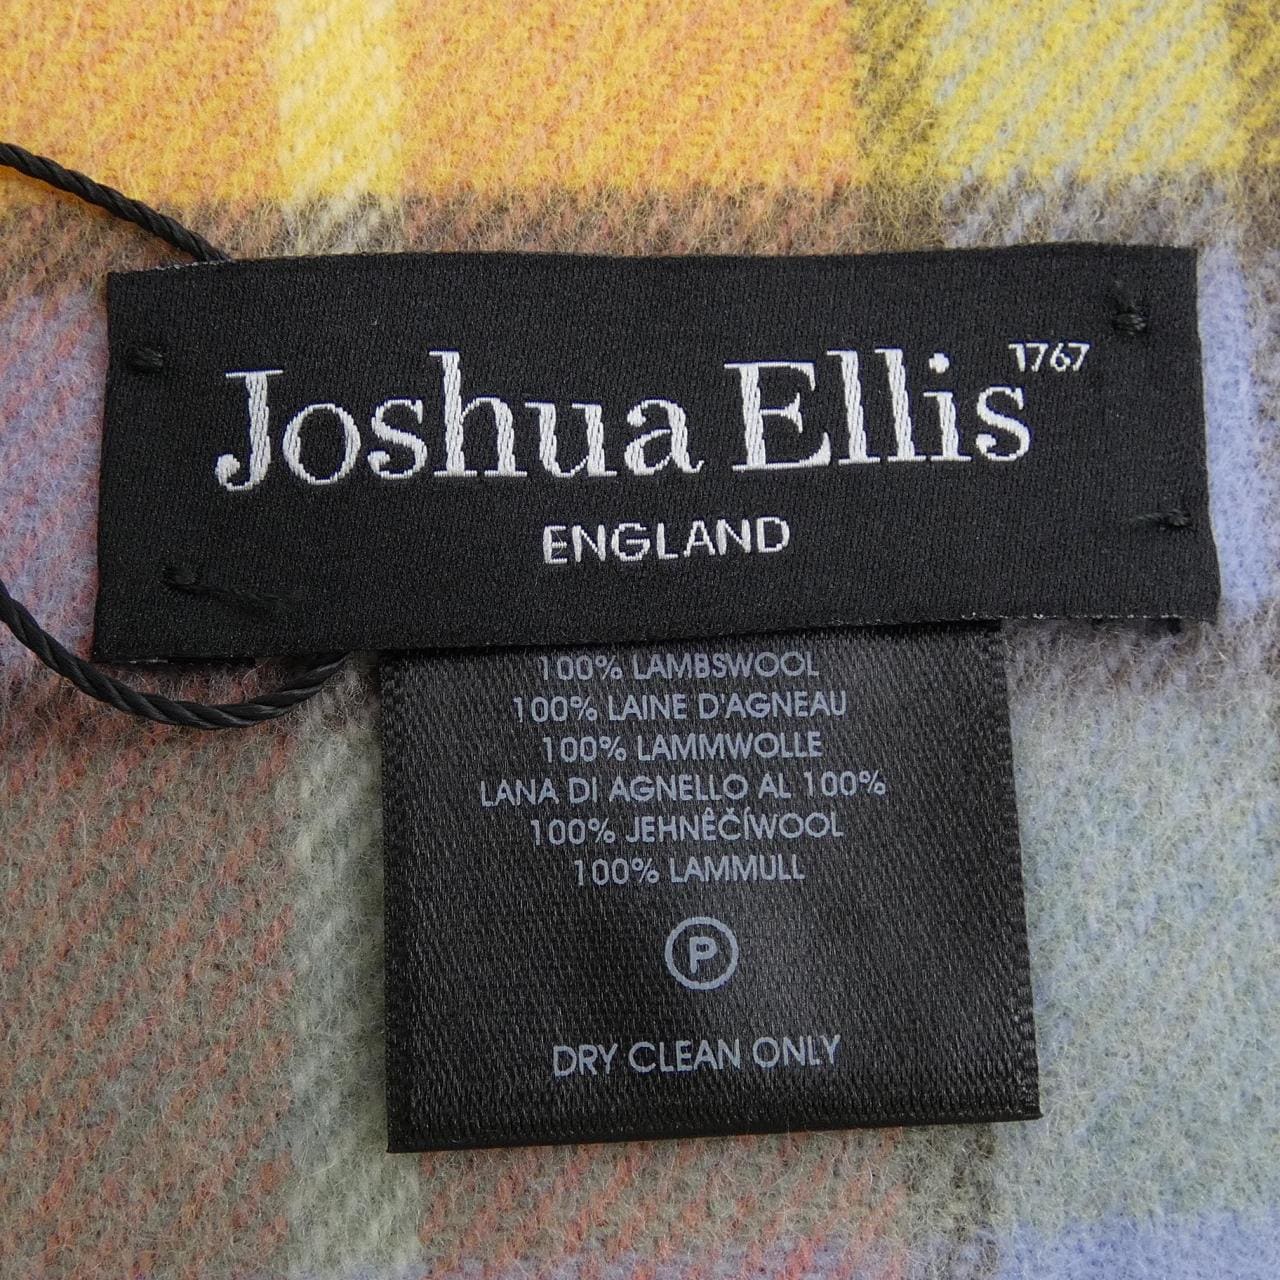 Joshua Ellis 1767
ENGLAND
100% LAMBSWOOL
100% LAINE D'AGNEAU
100% LAMMWOLLE
LANA DI AGNELLO AL 100%
100% JEHNÊČÍWOOL
100% LAMMULL
P
DRY CLEAN ONLY